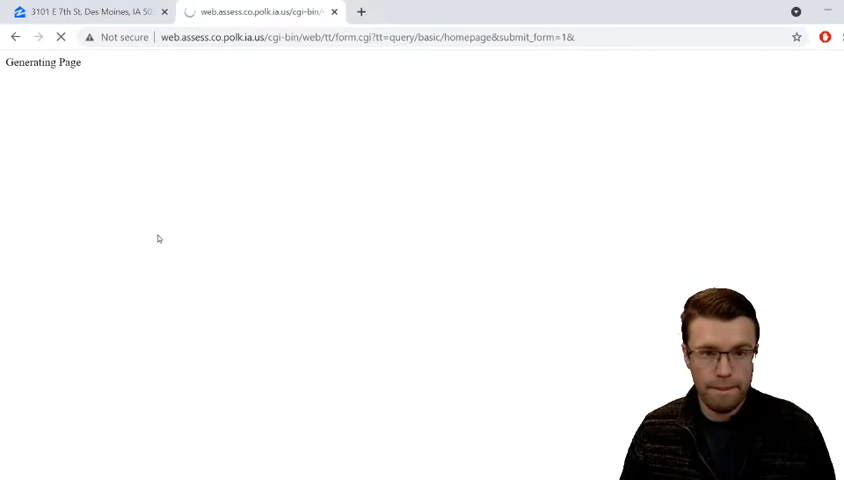 3101 E 7th St, Des Moines, IA 50
web.assess.co.polk.ia.us/cgi-bin/
Not secure web.assess.co.polk.ia.us/cgi-bin/web/tt/form.cgi?tt=query/basic/homepage&submit_form=1&
Generating Page